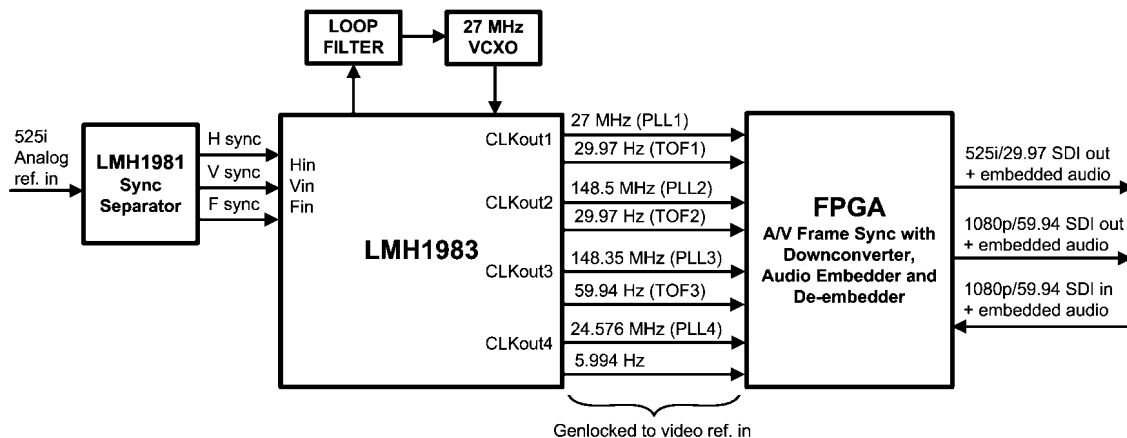 LOOP
FILTER
27 MHz
VCXO
525i
Analog
ref. in
LMH1981
Sync
Separator
H sync
V sync
F sync
Hin
Vin
Fin
LMH1983
CLKout1
CLKout2
CLKout3
CLKout4
27 MHz (PLL1)
29.97 Hz (TOF1)
148.5 MHz (PLL2)
29.97 Hz (TOF2)
148.35 MHz (PLL3)
59.94 Hz (TOF3)
24.576 MHz (PLL4)
5.994 Hz
FPGA
A/V Frame Sync with
Downconverter,
Audio Embedder and
De-embedder
525i/29.97 SDI out
+ embedded audio
1080p/59.94 SDI out
+ embedded audio
1080p/59.94 SDI in
+ embedded audio
Genlocked to video ref. in